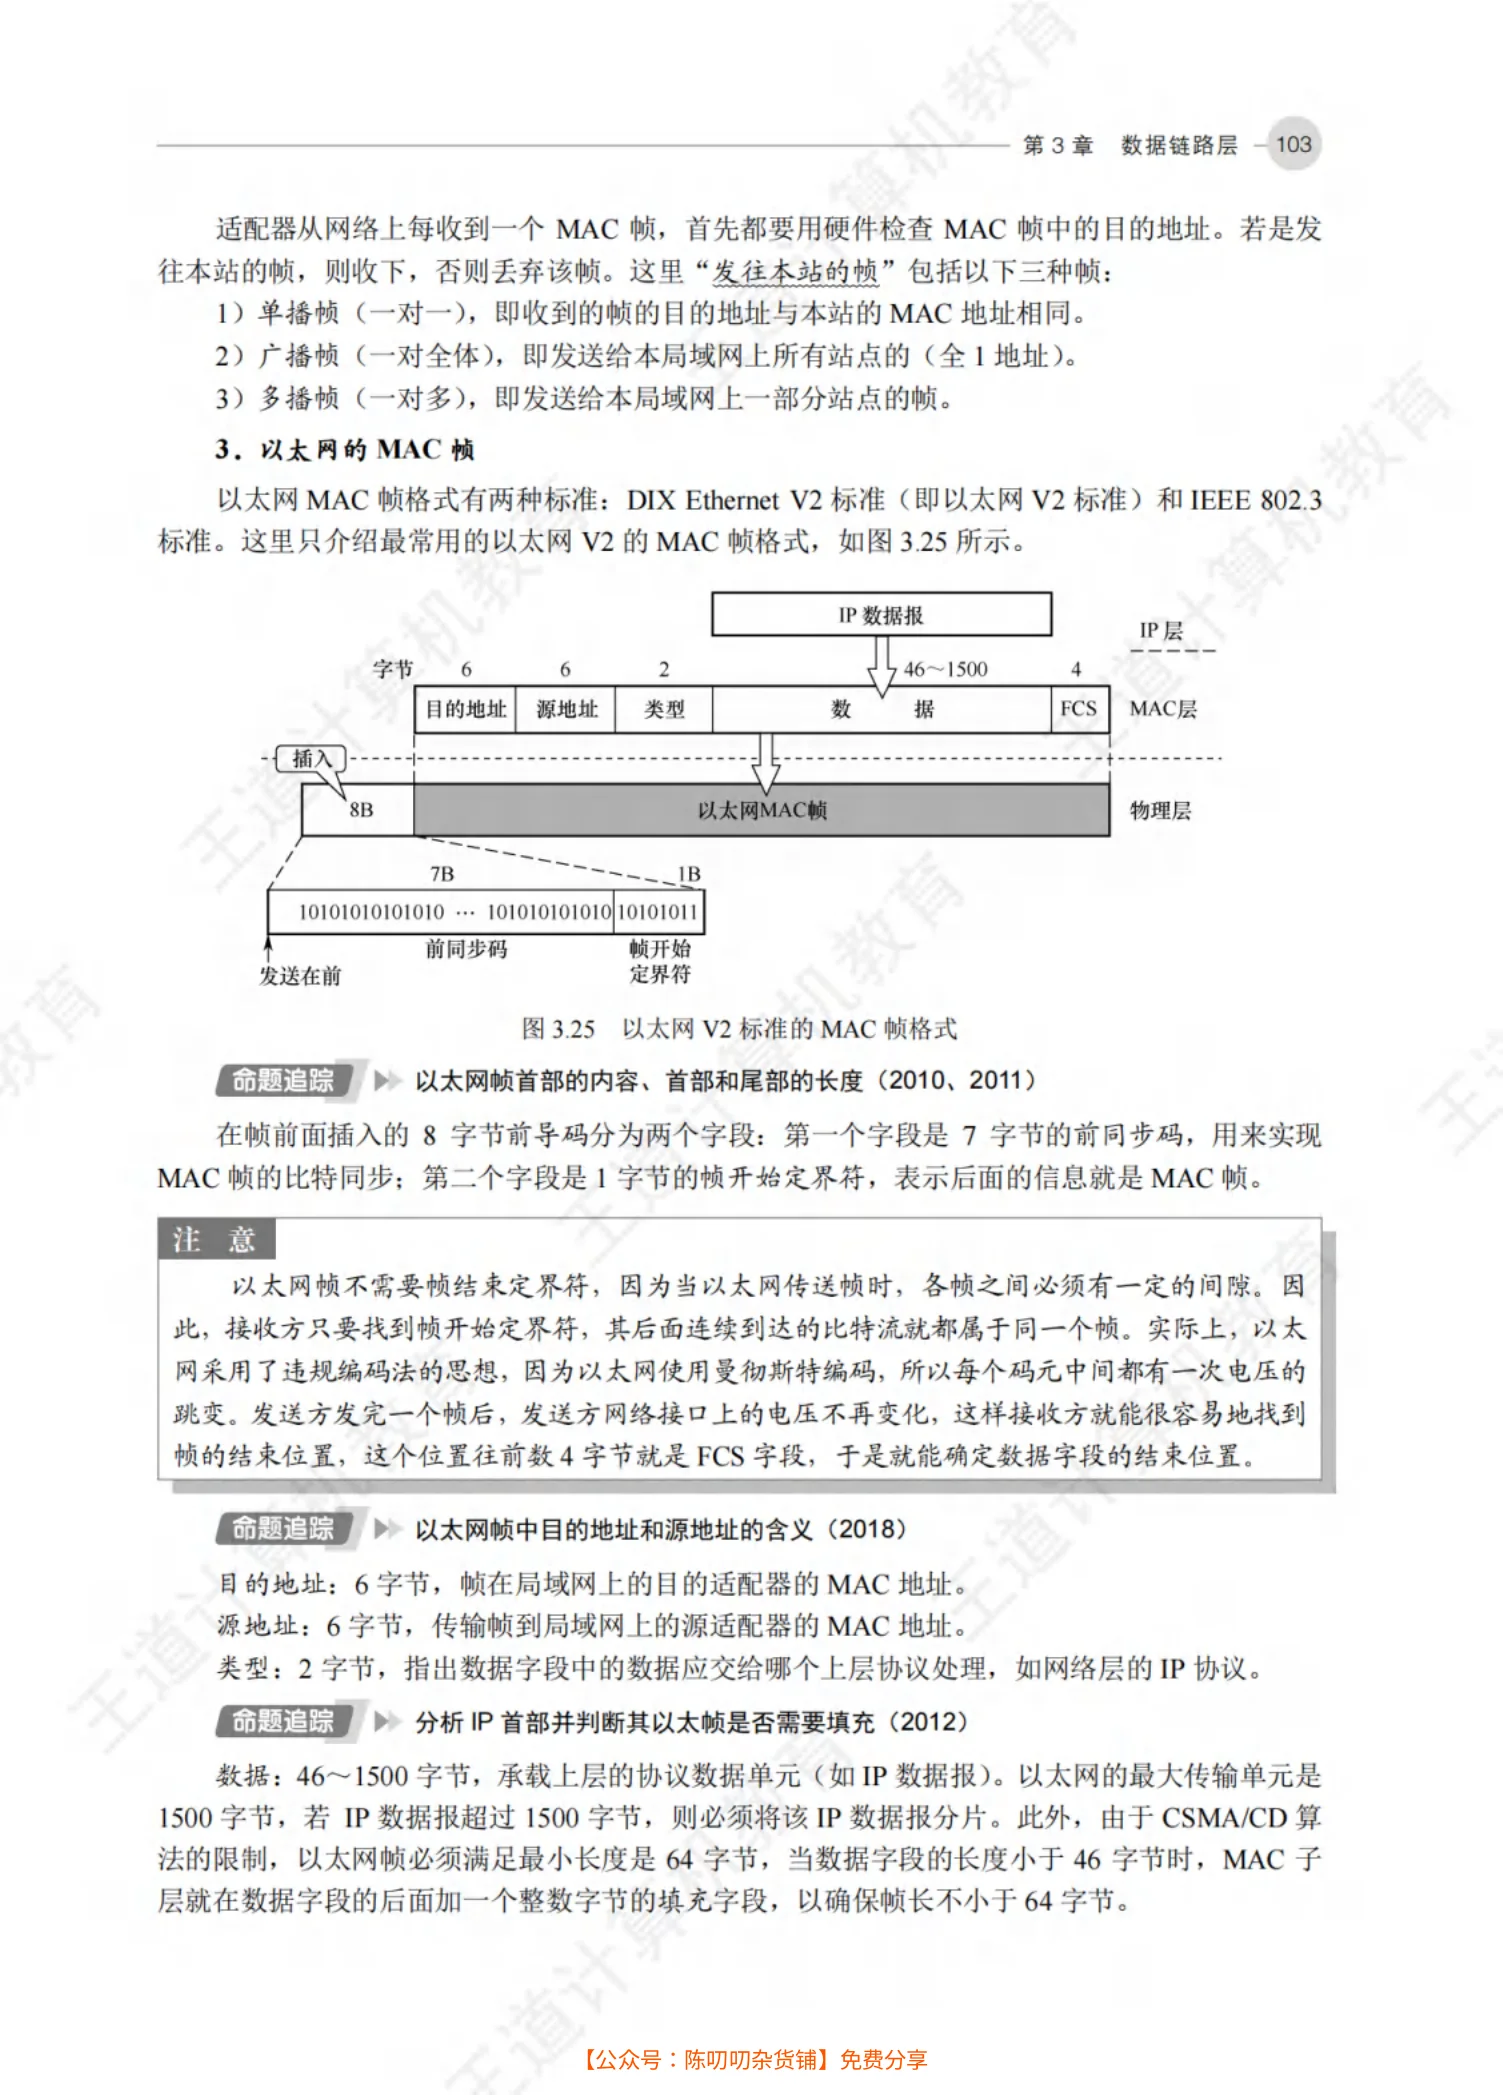 第 3 章 数据链路层 103
适配器从网络上每收到一个 MAC 帧，首先都要用硬件检查 MAC 帧中的目的地址。若是发
往本站的帧，则收下，否则丢弃该帧。这里“发往本站的帧”包括以下三种帧：
1）单播帧（一对一），即收到的帧的目的地址与本站的 MAC 地址相同。
2）广播帧（一对全体），即发送给本局域网上所有站点的（全 1 地址）。
3）多播帧（一对多），即发送给本局域网上一部分站点的帧。
3．以太网的 MAC 帧
以太网 MAC 帧格式有两种标准：DIX Ethernet V2 标准（即以太网 V2 标准）和 IEEE 802.3
标准。这里只介绍最常用的以太网 V2 的 MAC 帧格式，如图 3.25 所示。
IP 数据报
IP 层
字节 6 6 2 46～1500 4
目的地址 源地址 类型 数 据 FCS MAC层
插入
8B 以太网MAC帧 物理层
7B 1B
10101010101010 … 101010101010 10101011
前同步码 帧开始
发送在前 定界符
图 3.25 以太网 V2 标准的 MAC 帧格式
命题追踪 以太网帧首部的内容、首部和尾部的长度（2010、2011）
在帧前面插入的 8 字节前导码分为两个字段：第一个字段是 7 字节的前同步码，用来实现
MAC 帧的比特同步；第二个字段是 1 字节的帧开始定界符，表示后面的信息就是 MAC 帧。
注 意
以太网帧不需要帧结束定界符，因为当以太网传送帧时，各帧之间必须有一定的间隙。因
此，接收方只要找到帧开始定界符，其后面连续到达的比特流就都属于同一个帧。实际上，以太
网采用了违规编码法的思想，因为以太网使用曼彻斯特编码，所以每个码元中间都有一次电压的
跳变。发送方发完一个帧后，发送方网络接口上的电压不再变化，这样接收方就能很容易地找到
帧的结束位置，这个位置往前数 4 字节就是 FCS 字段，于是就能确定数据字段的结束位置。
命题追踪 以太网帧中目的地址和源地址的含义（2018）
目的地址：6 字节，帧在局域网上的目的适配器的 MAC 地址。
源地址：6 字节，传输帧到局域网上的源适配器的 MAC 地址。
类型：2 字节，指出数据字段中的数据应交给哪个上层协议处理，如网络层的 IP 协议。
命题追踪 分析 IP 首部并判断其以太帧是否需要填充（2012）
数据：46～1500 字节，承载上层的协议数据单元（如 IP 数据报）。以太网的最大传输单元是
1500 字节，若 IP 数据报超过 1500 字节，则必须将该 IP 数据报分片。此外，由于 CSMA/CD 算
法的限制，以太网帧必须满足最小长度是 64 字节，当数据字段的长度小于 46 字节时，MAC 子
层就在数据字段的后面加一个整数字节的填充字段，以确保帧长不小于 64 字节。
王道计算机教育
【公众号：陈叨叨杂货铺】免费分享